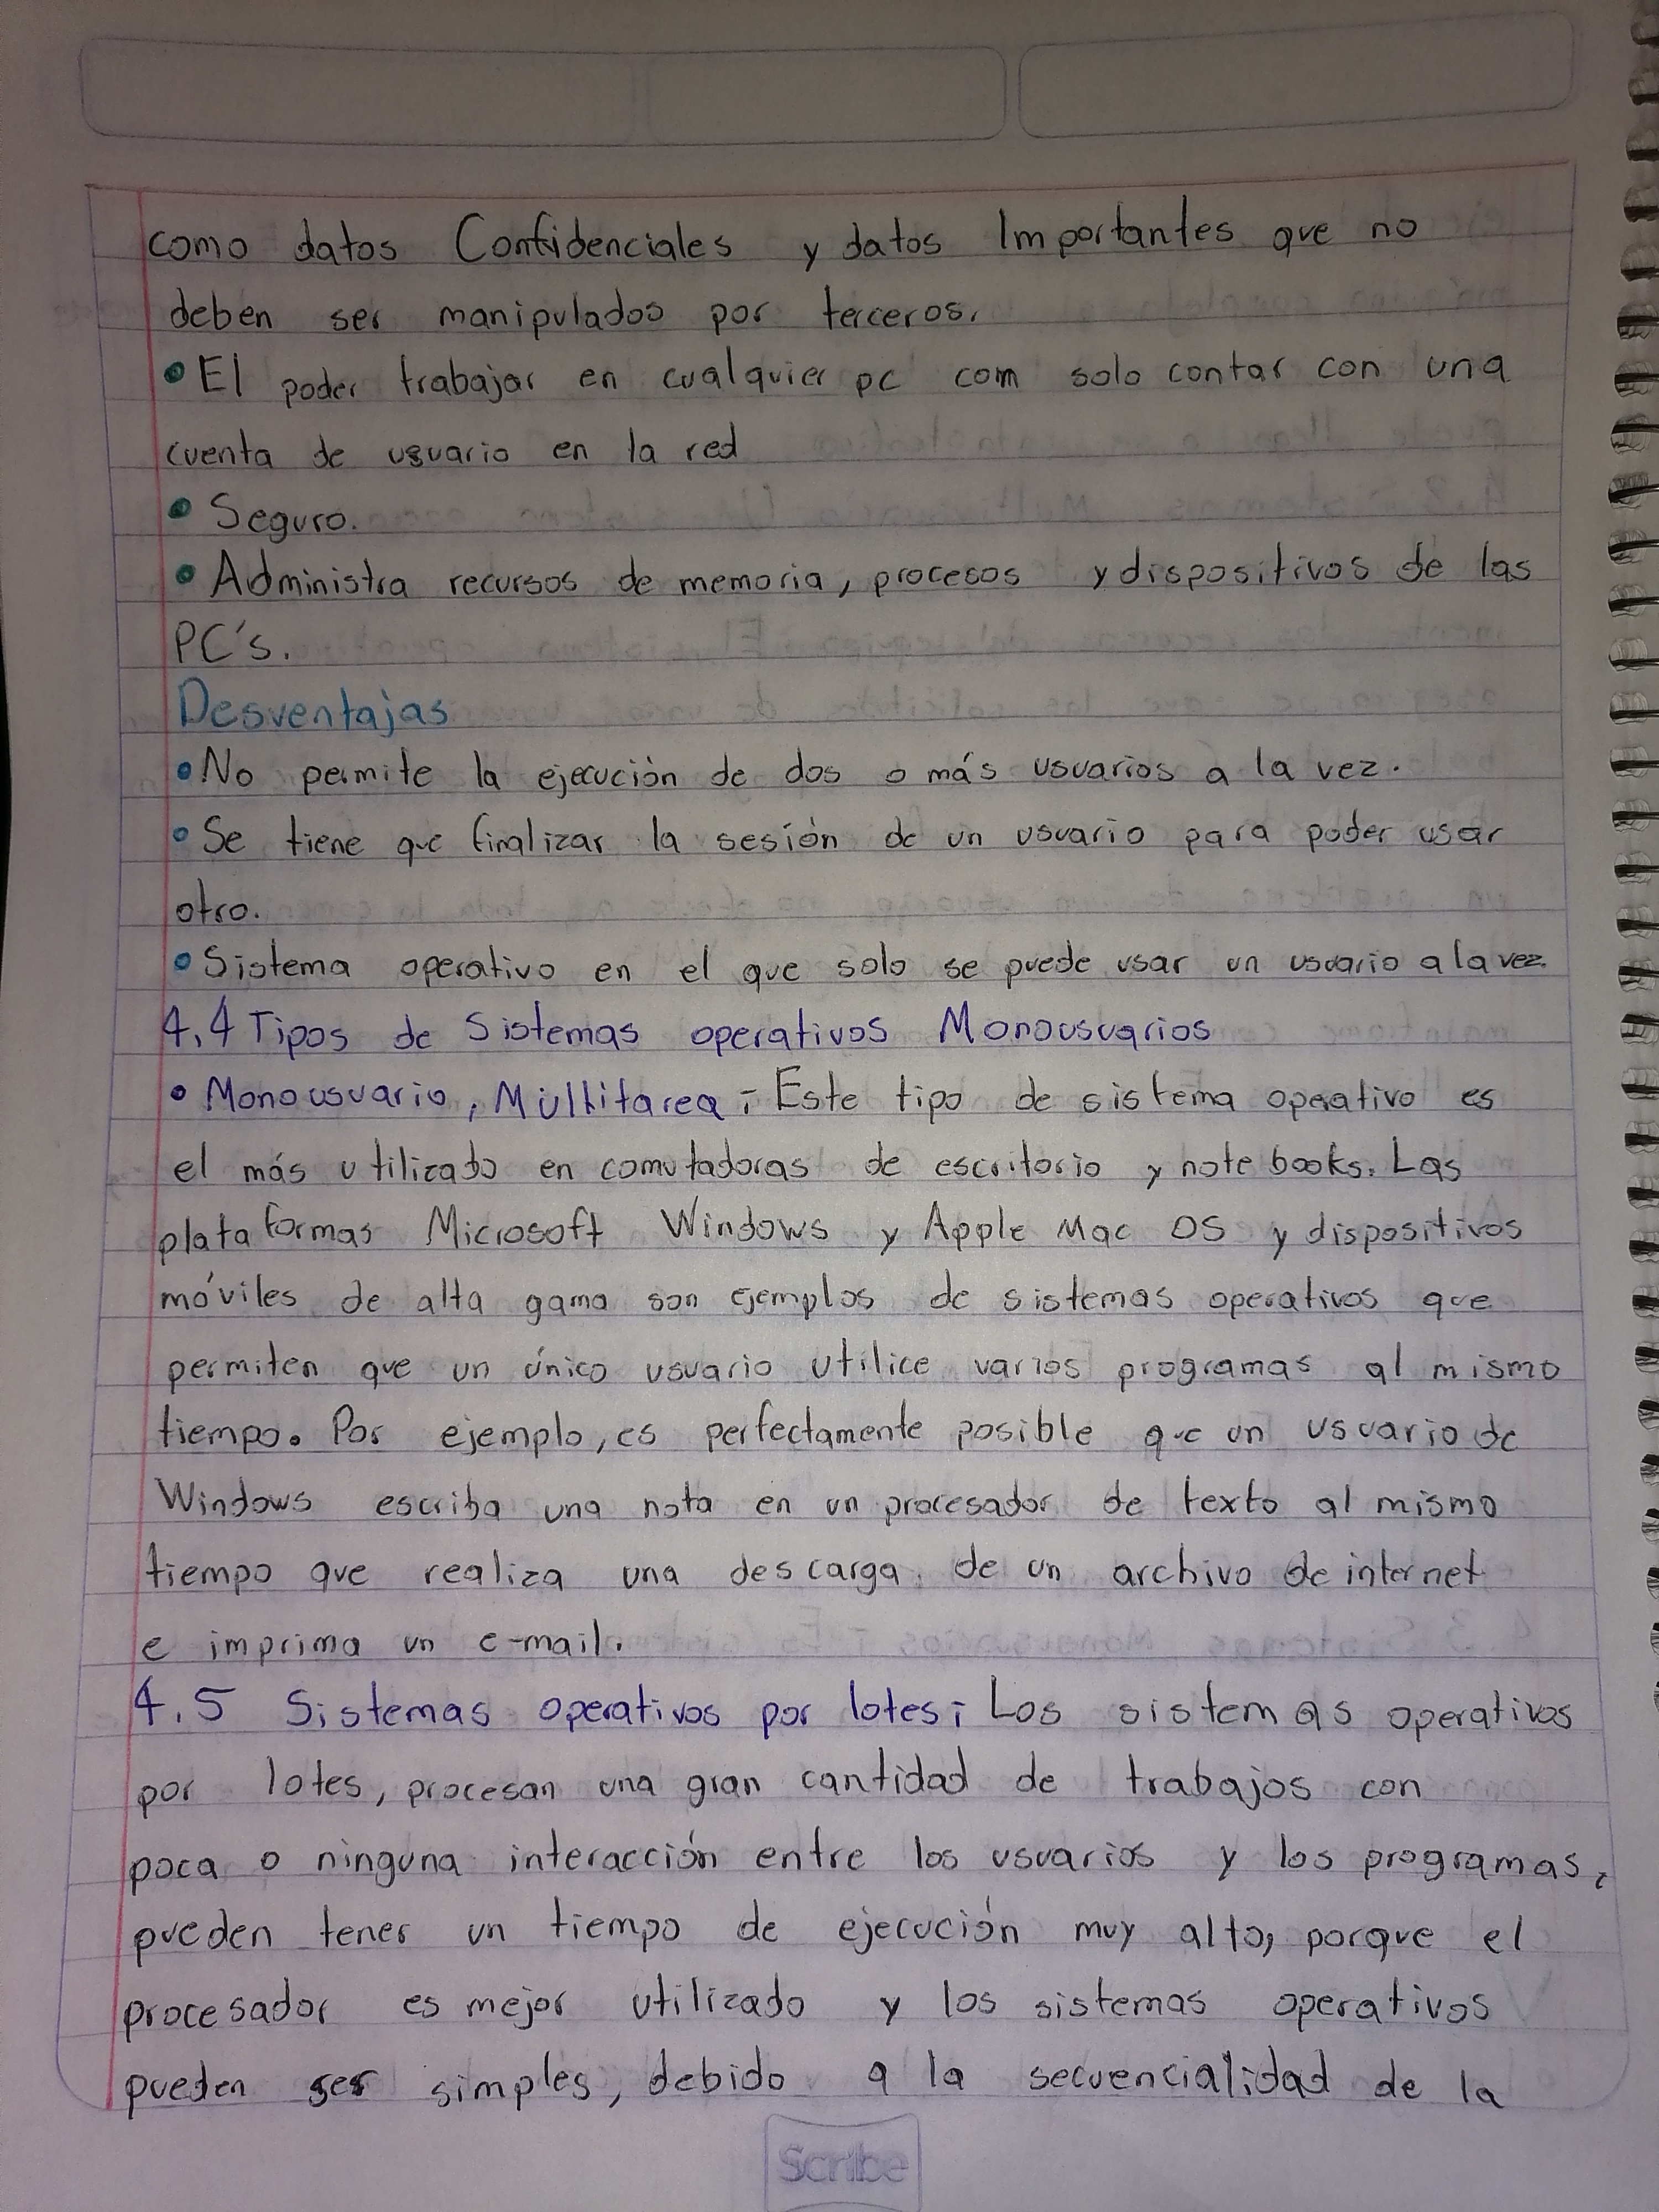 como datos Confidenciales y datos Importantes que no
deben ser manipulados por terceros.
• El poder trabajar en cualquier pc com solo contar con una
cuenta de usuario en la red
• Seguro.
• Administra recursos de memoria, procesos y dispositivos de las
PC's.
Desventajas
• No permite la ejecución de dos o más usuarios a la vez.
• Se tiene que finalizar la sesión de un usuario para poder usar
otro.
• Sistema operativo en el que solo se puede usar un usuario a la vez.
4.4 Tipos de Sistemas operativos Monousuarios
• Monousuario, Multitarea; Este tipo de sistema operativo es
el más utilizado en comutadoras de escritorio y note books. Las
plataformas Microsoft Windows y Apple Mac OS y dispositivos
móviles de alta gama son ejemplos de sistemas operativos que
permiten que un único usuario utilice varios programas al mismo
tiempo. Por ejemplo, es perfectamente posible que un usuario de
Windows escriba una nota en un procesador de texto al mismo
tiempo que realiza una descarga de un archivo de internet
e imprima un e-mail.
4.5 Sistemas operativos por lotes; Los sistemas operativos
por lotes, procesan una gran cantidad de trabajos con
poca o ninguna interacción entre los usuarios y los programas,
pueden tener un tiempo de ejecución muy alto, porque el
procesador es mejor utilizado y los sistemas operativos
pueden ser simples, debido a la secuencialidad de la
Scribe